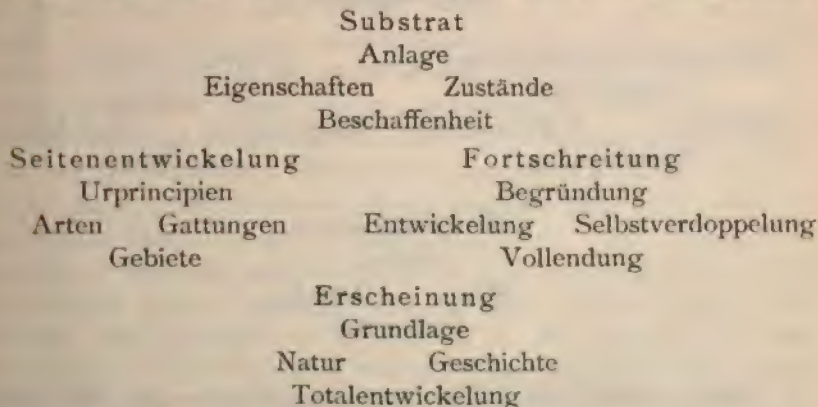 Substrat
Anlage
Eigenschaften Zustände
Beschaffenheit
Seitenentwickelung Fortschreitung
Urprincipien Begründung
Arten Gattungen Entwickelung Selbstverdoppelung
Gebiete Vollendung
Erscheinung
Grundlage
Natur Geschichte
Totalentwickelung